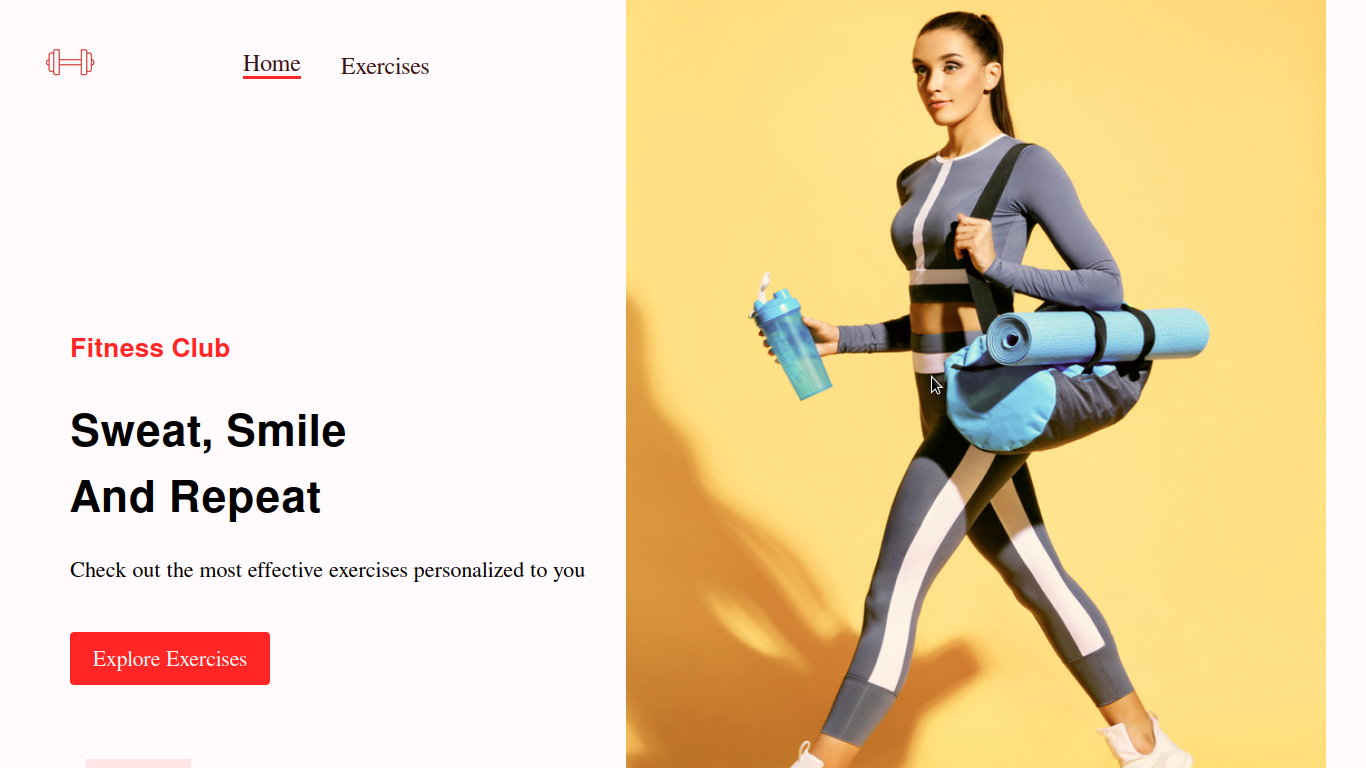 Home
Exercises
Fitness Club
Sweat, Smile
And Repeat
Check out the most effective exercises personalized to you
Explore Exercises